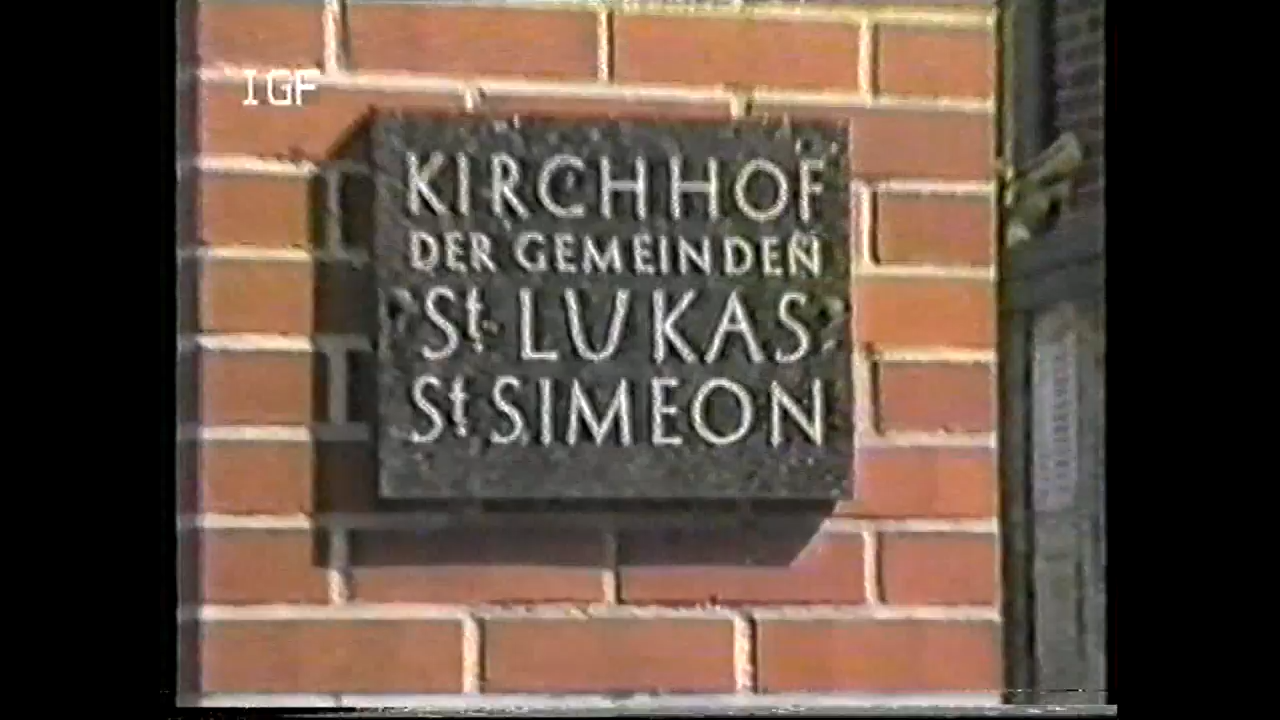 IGF
KIRCHHOF
DER GEMEINDEN
St. LUKAS
St SIMEON